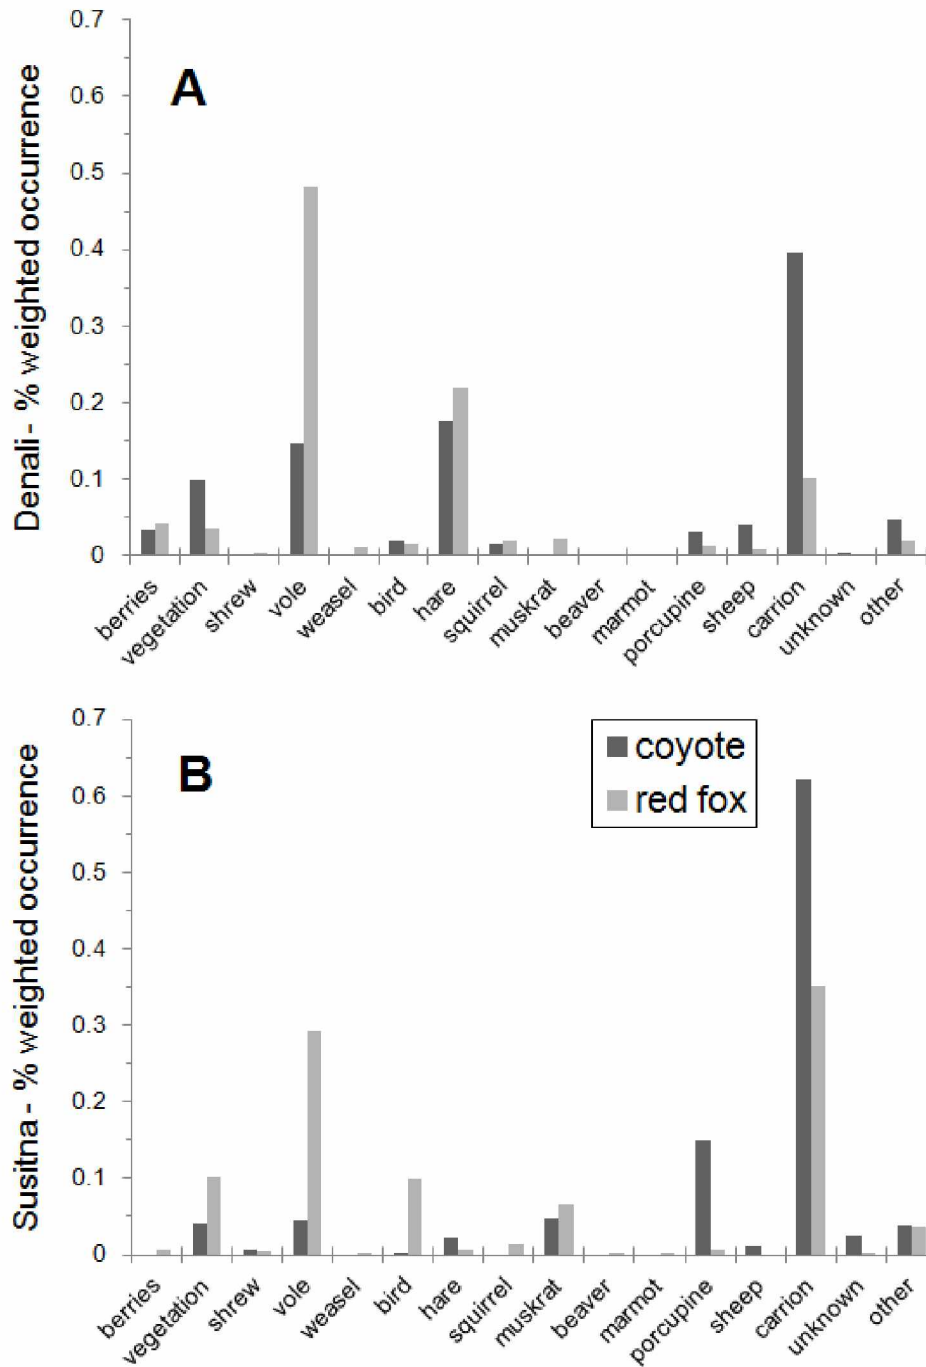 0.7
A
0.6
0.5
0.4
0.3
0.2
0.1
0
Denali - % weighted occurrence
berries
vegetation
shrew
vole
weasel
bird
hare
squirrel
muskrat
beaver
marmot
porcupine
sheep
carrion
unknown
other
0.7
B
coyote
red fox
0.6
0.5
0.4
0.3
0.2
0.1
0
Susitna - % weighted occurrence
berries
vegetation
shrew
vole
weasel
bird
hare
squirrel
muskrat
beaver
marmot
porcupine
sheep
carrion
unknown
other